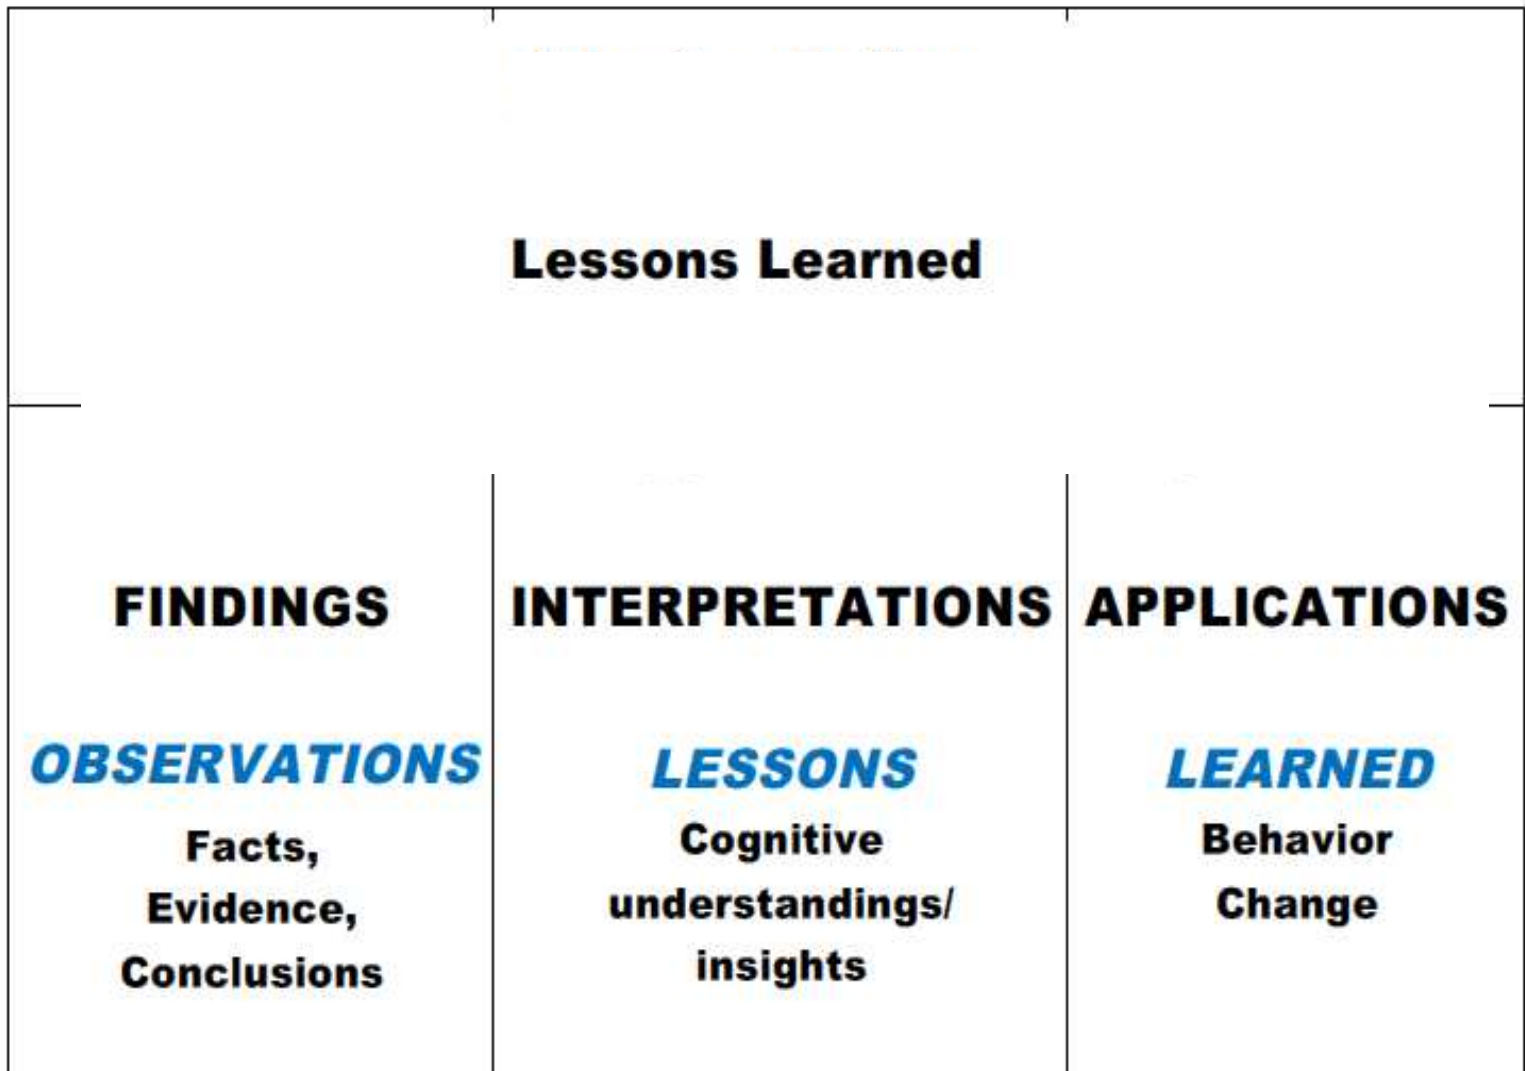 Lessons Learned
FINDINGS
OBSERVATIONS
Facts,
Evidence,
Conclusions
INTERPRETATIONS
LESSONS
Cognitive
understandings/
insights
APPLICATIONS
LEARNED
Behavior
Change